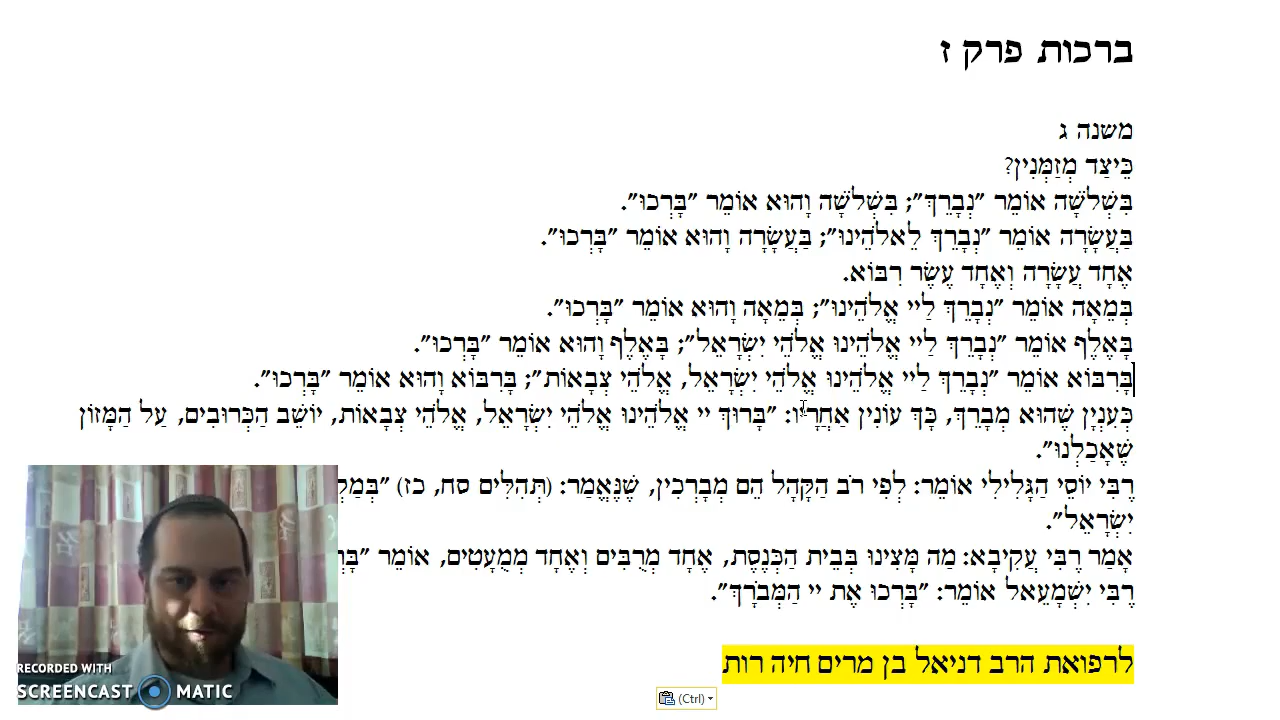 ברכות פרק ז
משנה ג
כֵּיצַד מְזַמְּנִין?
בִּשְׁלֹשָׁה אוֹמֵר "נְבָרֵךְ"; בִּשְׁלֹשָׁה וָהוּא אוֹמֵר "בָּרְכוּ".
בַּעֲשָׂרָה אוֹמֵר "נְבָרֵךְ לֵאלֹהֵינוּ"; בַּעֲשָׂרָה וָהוּא אוֹמֵר "בָּרְכוּ".
אֶחָד עֲשָׂרָה וְאֶחָד עֶשֶׂר רִבּוֹא.
בְּמֵאָה אוֹמֵר "נְבָרֵךְ לַיי אֱלֹהֵינוּ"; בְּמֵאָה וָהוּא אוֹמֵר "בָּרְכוּ".
בָּאֶלֶף אוֹמֵר "נְבָרֵךְ לַיי אֱלֹהֵינוּ אֱלֹהֵי יִשְׂרָאֵל"; בָּאֶלֶף וָהוּא אוֹמֵר "בָּרְכוּ".
בָּרִבּוֹא אוֹמֵר "נְבָרֵךְ לַיי אֱלֹהֵינוּ אֱלֹהֵי יִשְׂרָאֵל, אֱלֹהֵי צְבָאוֹת"; בָּרִבּוֹא וָהוּא אוֹמֵר "בָּרְכוּ".
כְּעִנְיָן שֶׁהוּא מְבָרֵךְ, כָּךְ עוֹנִין אַחֲרָיו: "בָּרוּךְ יי אֱלֹהֵינוּ אֱלֹהֵי יִשְׂרָאֵל, אֱלֹהֵי צְבָאוֹת, יוֹשֵׁב הַכְּרוּבִים, עַל הַמָּזוֹן
שֶׁאָכַלְנוּ".
רְבִּי יוֹסֵי הַגָּלִילִי אוֹמֵר: לְפִי רֹב הַקָּהָל הֵם מְבָרְכִין, שֶׁנֶּאֱמַר: (תְּהִלִּים סח, כז)
יִשְׂרָאֵל".
אָמַר רְבִּי עֲקִיבָא: מַה מָּצִינוּ בְּבֵית הַכְּנֶסֶת, אֶחָד מְרֻבִּים וְאֶחָד מְמֻעָטִים, אוֹמֵר
רְבִּי יִשְׁמָעֵאל אוֹמֵר: "בָּרְכוּ אֶת יי הַמְּבֹרָךְ".
לרפואת הרב דניאל בן מרים חיה רות
(Ctrl)
RECORDED WITH
SCREENCAST MATIC